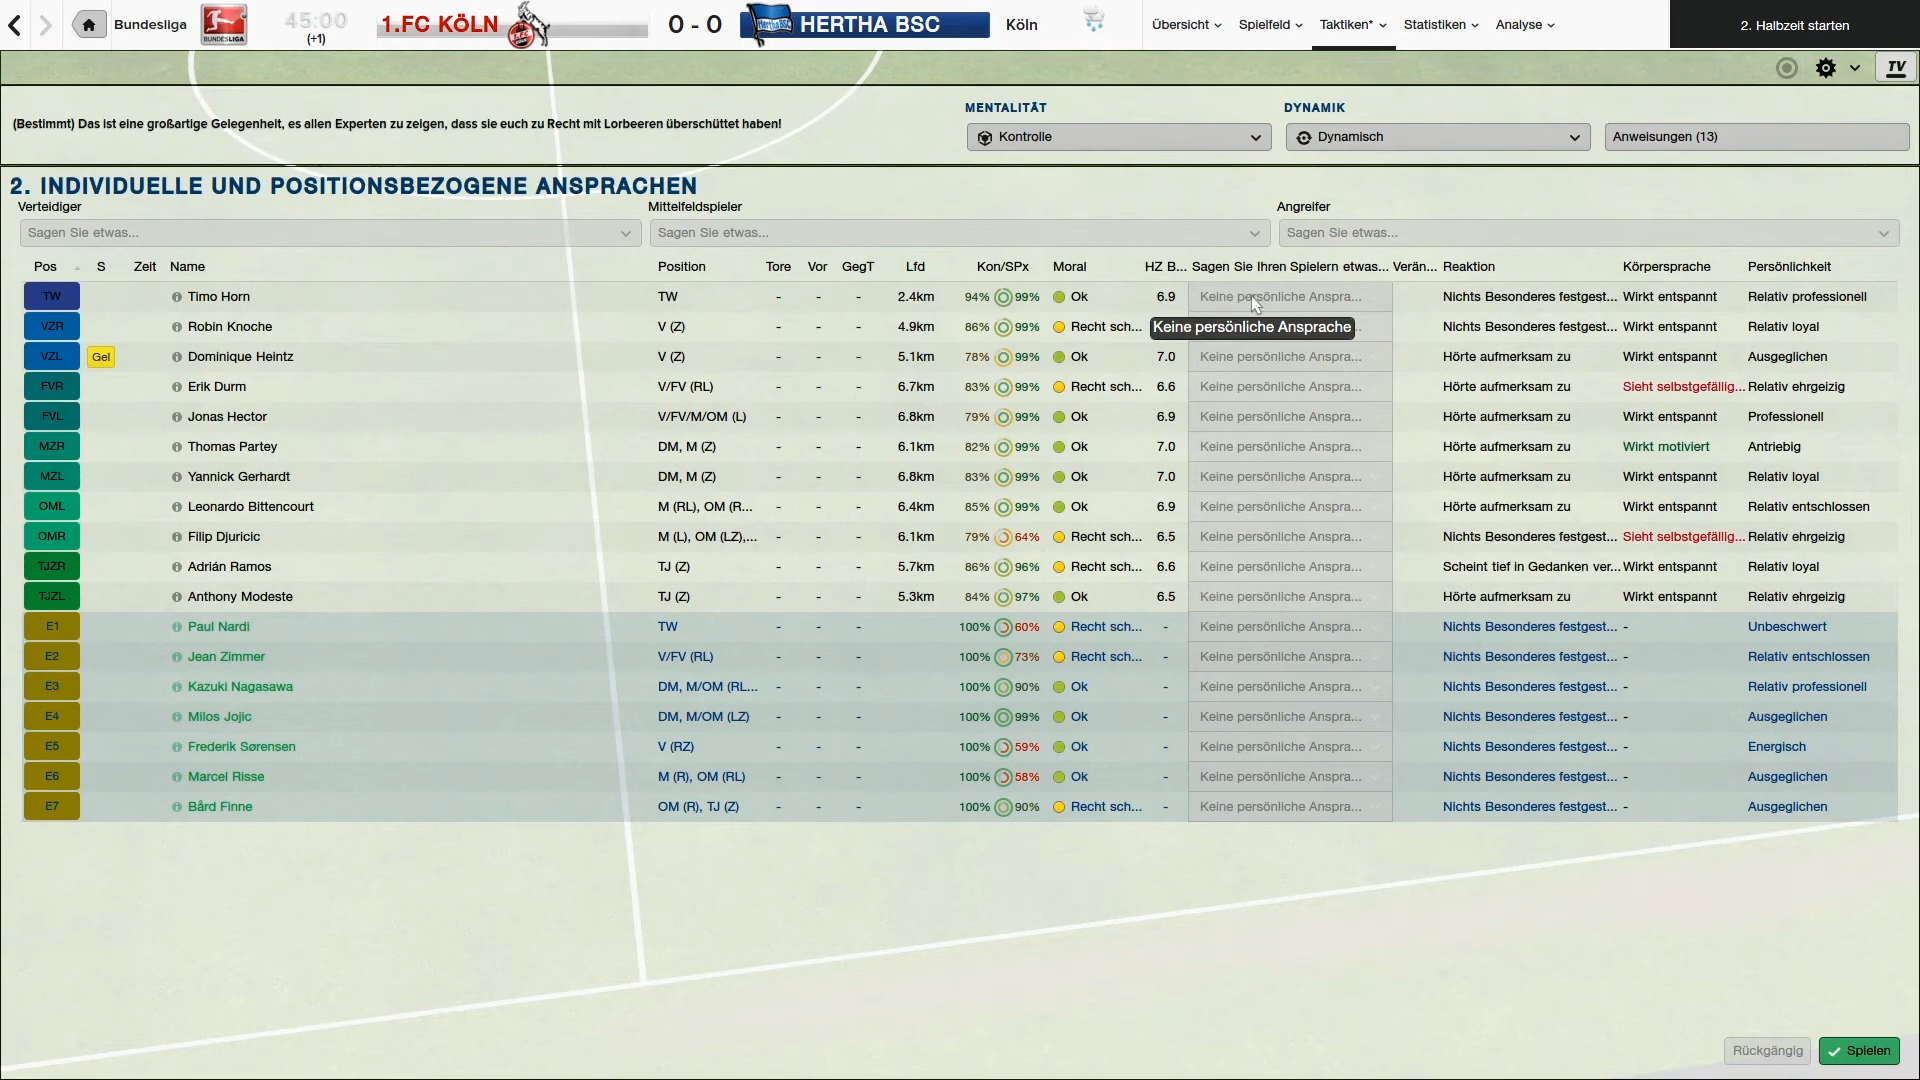 Bundesliga
BUNDESLIGA
45:00
(+1)
1.FC KÖLN
0 - 0
HERTHA BSC
Köln
Übersicht
Spielfeld
Taktiken*
Statistiken
Analyse
2. Halbzeit starten
TV
(Bestimmt) Das ist eine großartige Gelegenheit, es allen Experten zu zeigen, dass sie euch zu Recht mit Lorbeeren überschüttet haben!
MENTALITÄT
Kontrolle
DYNAMIK
Dynamisch
Anweisungen (13)
2. INDIVIDUELLE UND POSITIONSBEZOGENE ANSPRACHEN
Verteidiger
Mittelfeldspieler
Angreifer
Sagen Sie etwas...
Sagen Sie etwas...
Sagen Sie etwas...
Pos S Zeit Name Position Tore Vor GegT Lfd Kon/SPx Moral HZ B... Sagen Sie Ihren Spielern etwas... Verän... Reaktion Körpersprache Persönlichkeit
TW Timo Horn TW - - - 2.4km 94% 99% Ok 6.9 Keine persönliche Anspra... Nichts Besonderes festgest... Wirkt entspannt Relativ professionell
VZR Robin Knoche V (Z) - - - 4.9km 86% 99% Recht sch... Keine persönliche Ansprache Nichts Besonderes festgest... Wirkt entspannt Relativ loyal
VZL Gel Dominique Heintz V (Z) - - - 5.1km 78% 99% Ok 7.0 Keine persönliche Anspra... Hörte aufmerksam zu Wirkt entspannt Ausgeglichen
FVR Erik Durm V/FV (RL) - - - 6.7km 83% 99% Recht sch... 6.6 Keine persönliche Anspra... Hörte aufmerksam zu Sieht selbstgefällig... Relativ ehrgeizig
FVL Jonas Hector V/FV/M/OM (L) - - - 6.8km 79% 99% Ok 6.9 Keine persönliche Anspra... Hörte aufmerksam zu Wirkt entspannt Professionell
MZR Thomas Partey DM, M (Z) - - - 6.1km 82% 99% Ok 7.0 Keine persönliche Anspra... Hörte aufmerksam zu Wirkt motiviert Antriebig
MZL Yannick Gerhardt DM, M (Z) - - - 6.8km 83% 99% Ok 7.0 Keine persönliche Anspra... Hörte aufmerksam zu Wirkt entspannt Relativ loyal
OML Leonardo Bittencourt M (RL), OM (R... - - - 6.4km 85% 99% Ok 6.9 Keine persönliche Anspra... Hörte aufmerksam zu Wirkt entspannt Relativ entschlossen
OMR Filip Djuricic M (L), OM (LZ),... - - - 6.1km 79% 64% Recht sch... 6.5 Keine persönliche Anspra... Nichts Besonderes festgest... Sieht selbstgefällig... Relativ ehrgeizig
TJZR Adrián Ramos TJ (Z) - - - 5.7km 86% 96% Recht sch... 6.6 Keine persönliche Anspra... Scheint tief in Gedanken ver... Wirkt entspannt Relativ loyal
TJZL Anthony Modeste TJ (Z) - - - 5.3km 84% 97% Ok 6.5 Keine persönliche Anspra... Hörte aufmerksam zu Wirkt entspannt Relativ ehrgeizig
E1 Paul Nardi TW - - - 100% 60% Recht sch... - Keine persönliche Anspra... Nichts Besonderes festgest... - Unbeschwert
E2 Jean Zimmer V/FV (RL) - - - 100% 73% Recht sch... - Keine persönliche Anspra... Nichts Besonderes festgest... - Relativ entschlossen
E3 Kazuki Nagasawa DM, M/OM (RL... - - - 100% 90% Ok - Keine persönliche Anspra... Nichts Besonderes festgest... - Relativ professionell
E4 Milos Jojic DM, M/OM (LZ) - - - 100% 99% Ok - Keine persönliche Anspra... Nichts Besonderes festgest... - Ausgeglichen
E5 Frederik Sørensen V (RZ) - - - 100% 59% Ok - Keine persönliche Anspra... Nichts Besonderes festgest... - Energisch
E6 Marcel Risse M (R), OM (RL) - - - 100% 58% Ok - Keine persönliche Anspra... Nichts Besonderes festgest... - Ausgeglichen
E7 Bård Finne OM (R), TJ (Z) - - - 100% 90% Recht sch... - Keine persönliche Anspra... Nichts Besonderes festgest... - Ausgeglichen
Rückgängig
Spielen